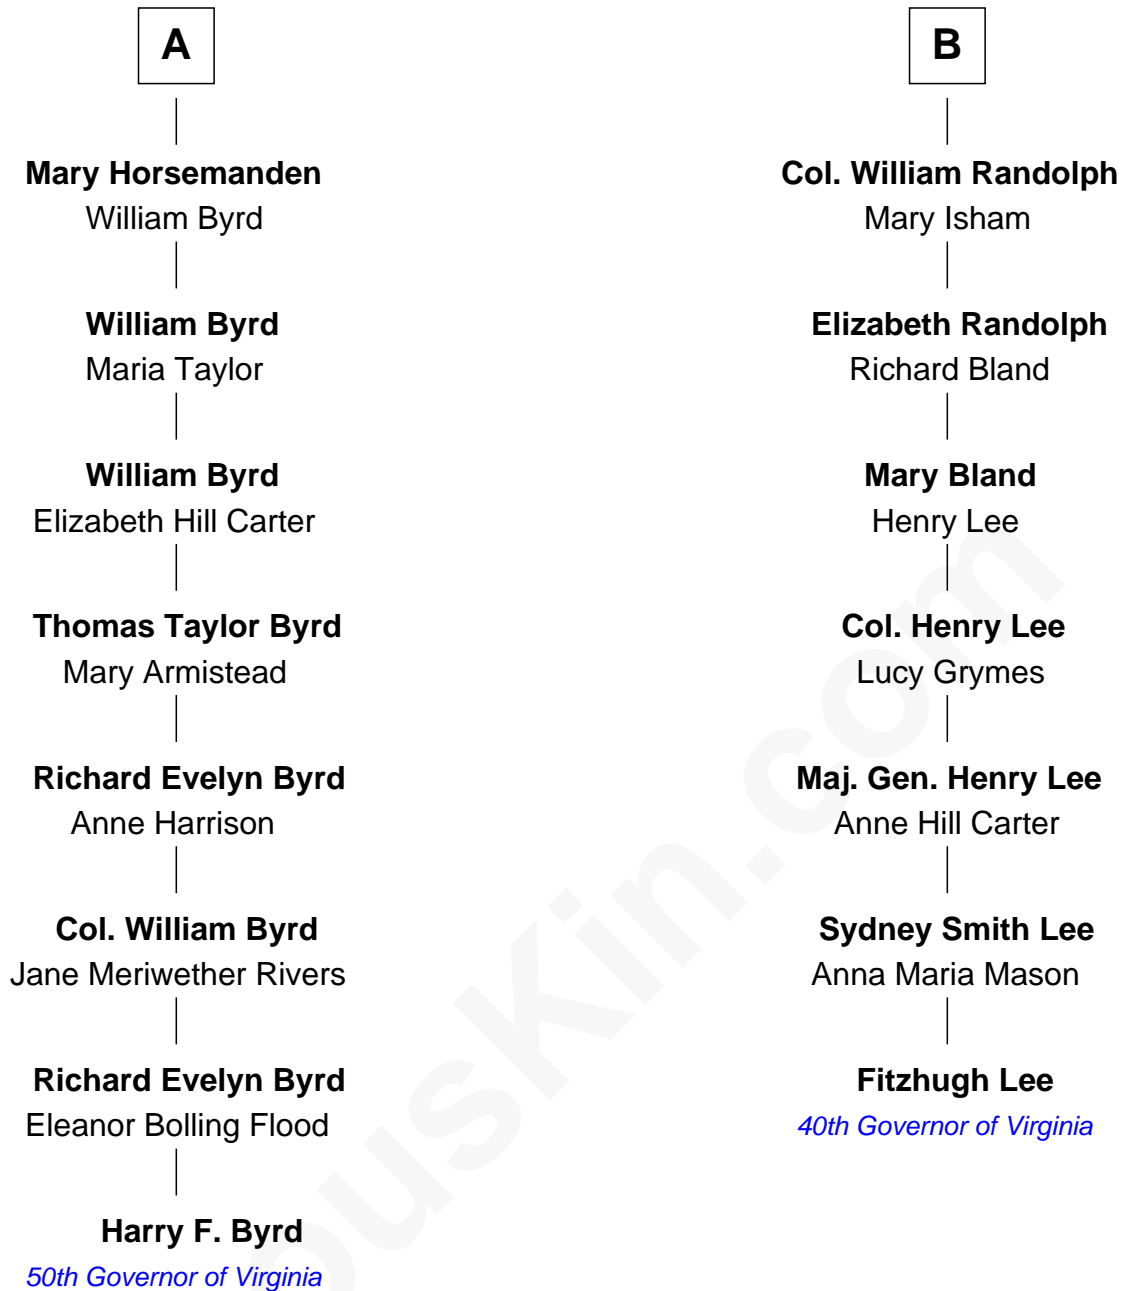 A
Mary Horsemanden
William Byrd
William Byrd
Maria Taylor
William Byrd
Elizabeth Hill Carter
Thomas Taylor Byrd
Mary Armistead
Richard Evelyn Byrd
Anne Harrison
Col. William Byrd
Jane Meriwether Rivers
Richard Evelyn Byrd
Eleanor Bolling Flood
Harry F. Byrd
50th Governor of Virginia
B
Col. William Randolph
Mary Isham
Elizabeth Randolph
Richard Bland
Mary Bland
Henry Lee
Col. Henry Lee
Lucy Grymes
Maj. Gen. Henry Lee
Anne Hill Carter
Sydney Smith Lee
Anna Maria Mason
Fitzhugh Lee
40th Governor of Virginia
ousKin.com